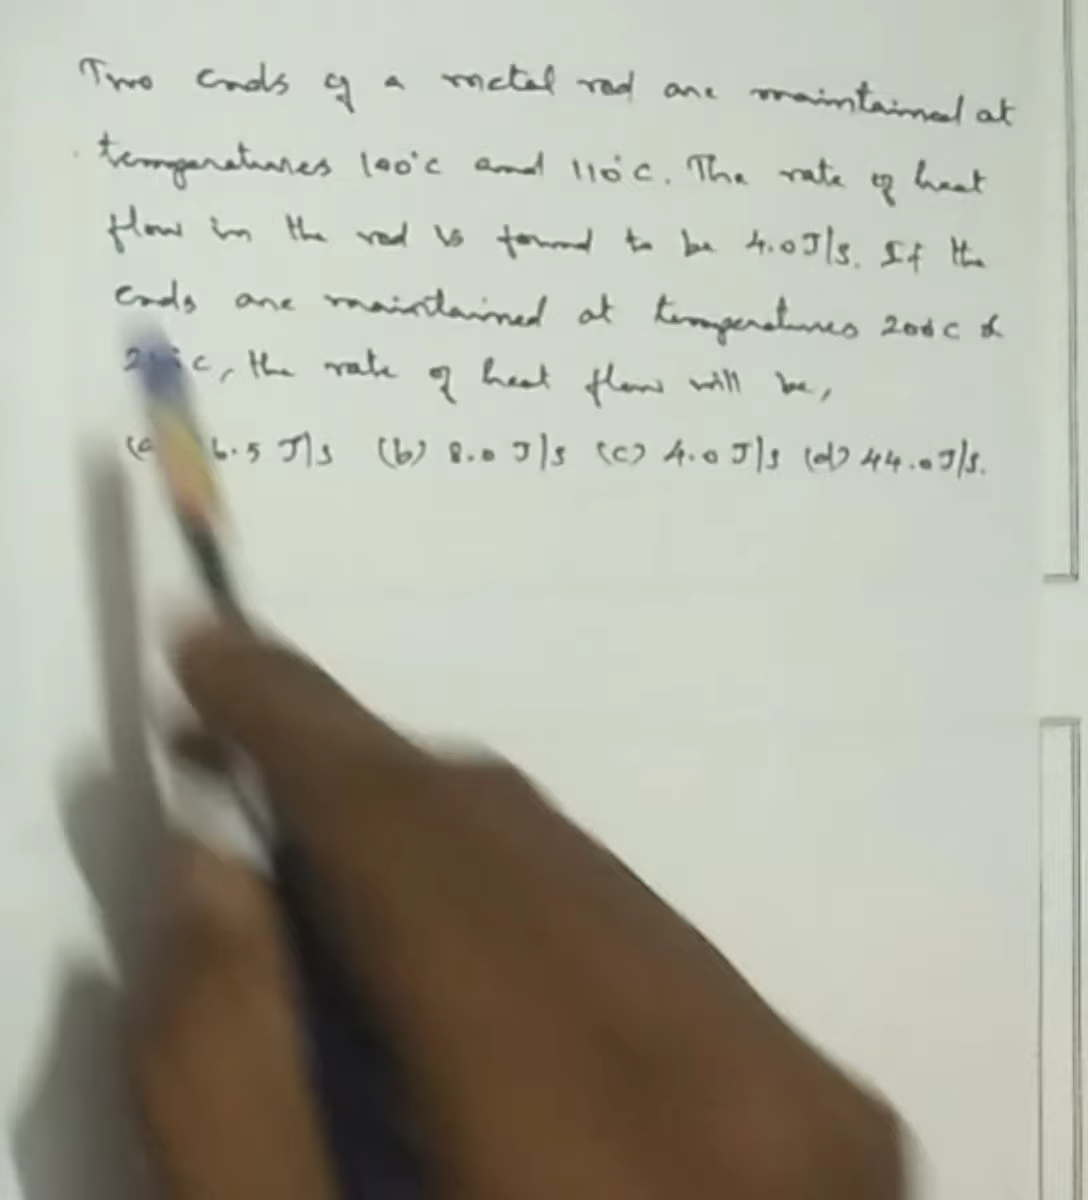 Two ends of a metal rod are maintained at
temperatures 100°C and 110°C. The rate of heat
flow in the rod is found to be 4.0 J/s. If the
ends are maintained at temperatures 200°C &
the rate of heat flow will be,
6.5 J/s (b) 8.0 J/s (c) 4.0 J/s (d) 44.0 J/s.